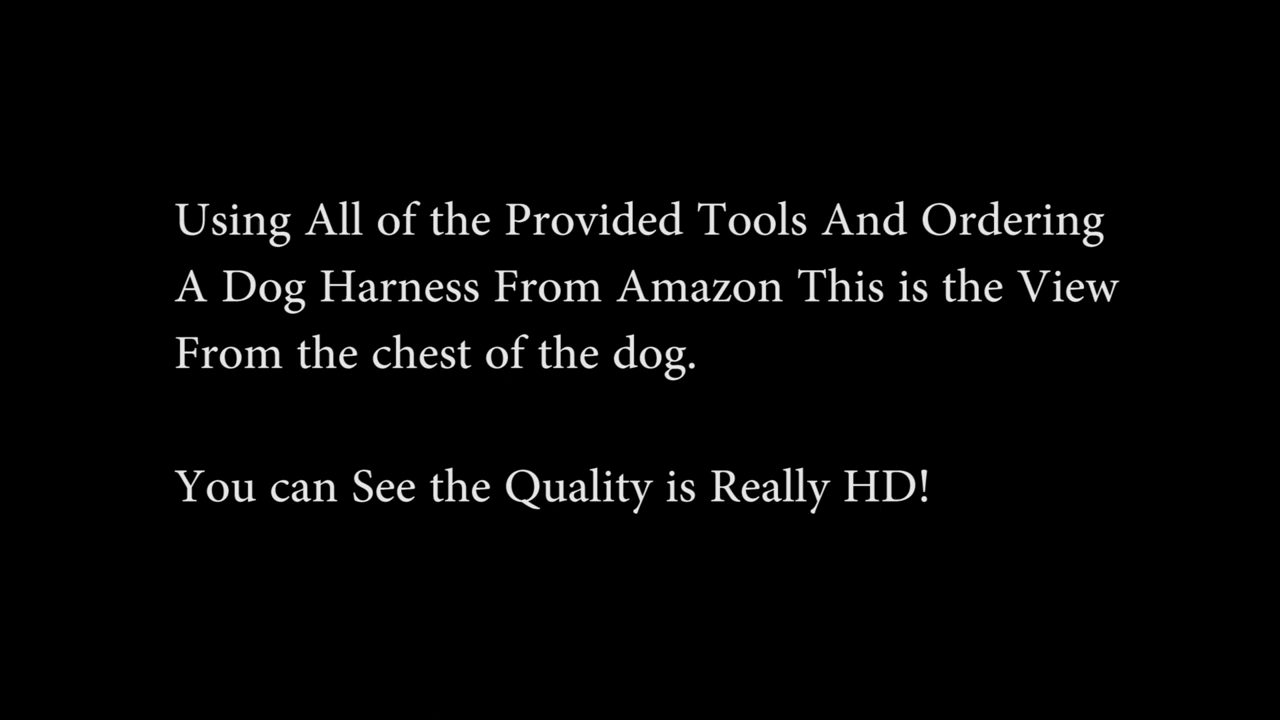 Using All of the Provided Tools And Ordering
A Dog Harness From Amazon This is the View
From the chest of the dog.
You can See the Quality is Really HD!